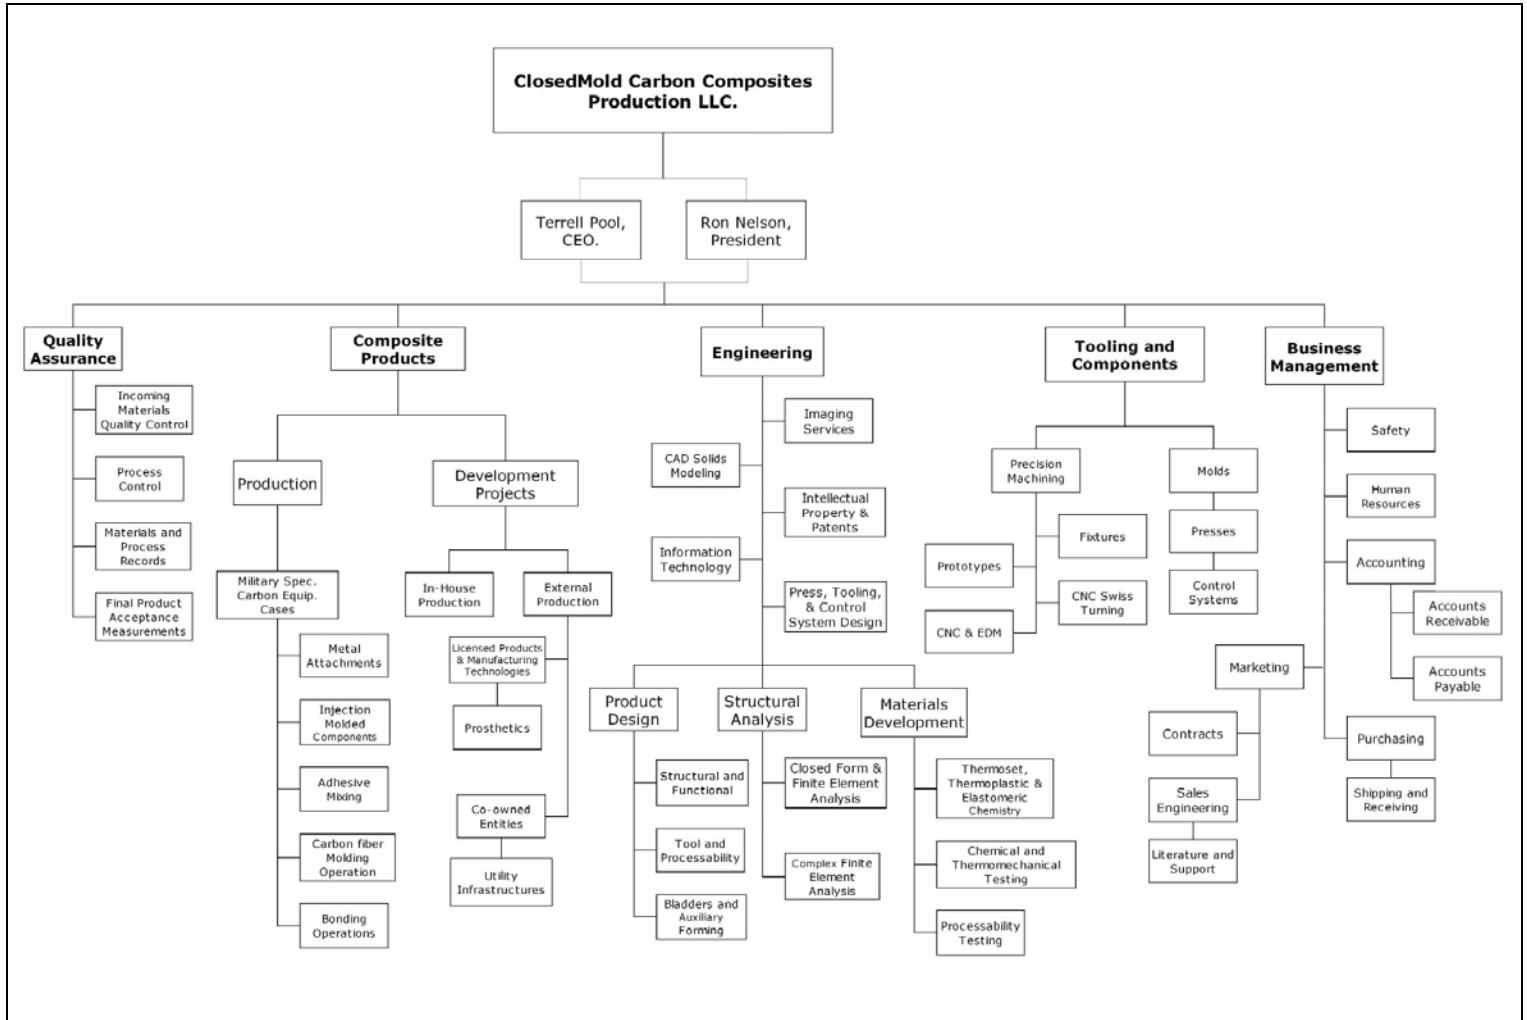 ClosedMold Carbon Composites
Production LLC.
Terrell Pool,
CEO.
Ron Nelson,
President
Quality
Assurance
Incoming
Materials
Quality Control
Process
Control
Materials and
Process
Records
Final Product
Acceptance
Measurements
Composite
Products
Production
Military Spec.
Carbon Equip.
Cases
Metal
Attachments
Injection
Molded
Components
Adhesive
Mixing
Carbon fiber
Molding
Operation
Bonding
Operations
Development
Projects
In-House
Production
External
Production
Licensed Products
& Manufacturing
Technologies
Prosthetics
Co-owned
Entities
Utility
Infrastructures
Engineering
Imaging
Services
CAD Solids
Modeling
Intellectual
Property &
Patents
Information
Technology
Press, Tooling,
& Control
System Design
Product
Design
Structural and
Functional
Tool and
Processability
Bladders and
Auxiliary
Forming
Structural
Analysis
Closed Form &
Finite Element
Analysis
Complex Finite
Element
Analysis
Materials
Development
Thermoset,
Thermoplastic &
Elastomeric
Chemistry
Chemical and
Thermomechanical
Testing
Processability
Testing
Tooling and
Components
Precision
Machining
Fixtures
Prototypes
CNC Swiss
Turning
CNC & EDM
Molds
Presses
Control
Systems
Business
Management
Safety
Human
Resources
Accounting
Accounts
Receivable
Accounts
Payable
Marketing
Contracts
Sales
Engineering
Literature and
Support
Purchasing
Shipping and
Receiving